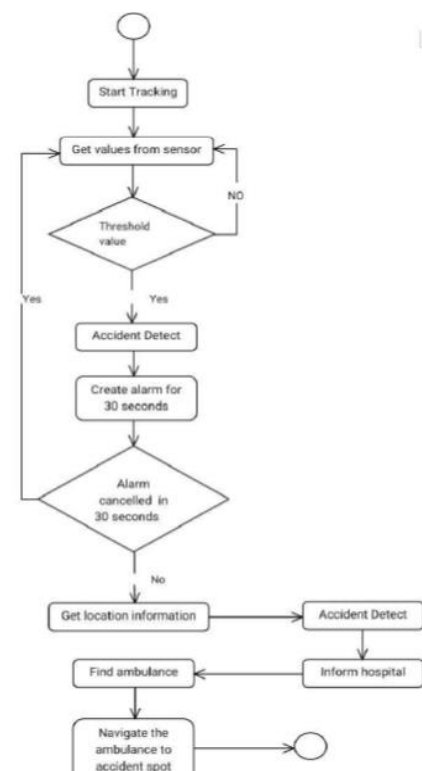 Start Tracking
Get values from sensor
NO
Threshold
value
Yes
Yes
Accident Detect
Create alarm for
30 seconds
Alarm
cancelled in
30 seconds
No
Get location information
Accident Detect
Find ambulance
Inform hospital
Navigate the
ambulance to
accident spot